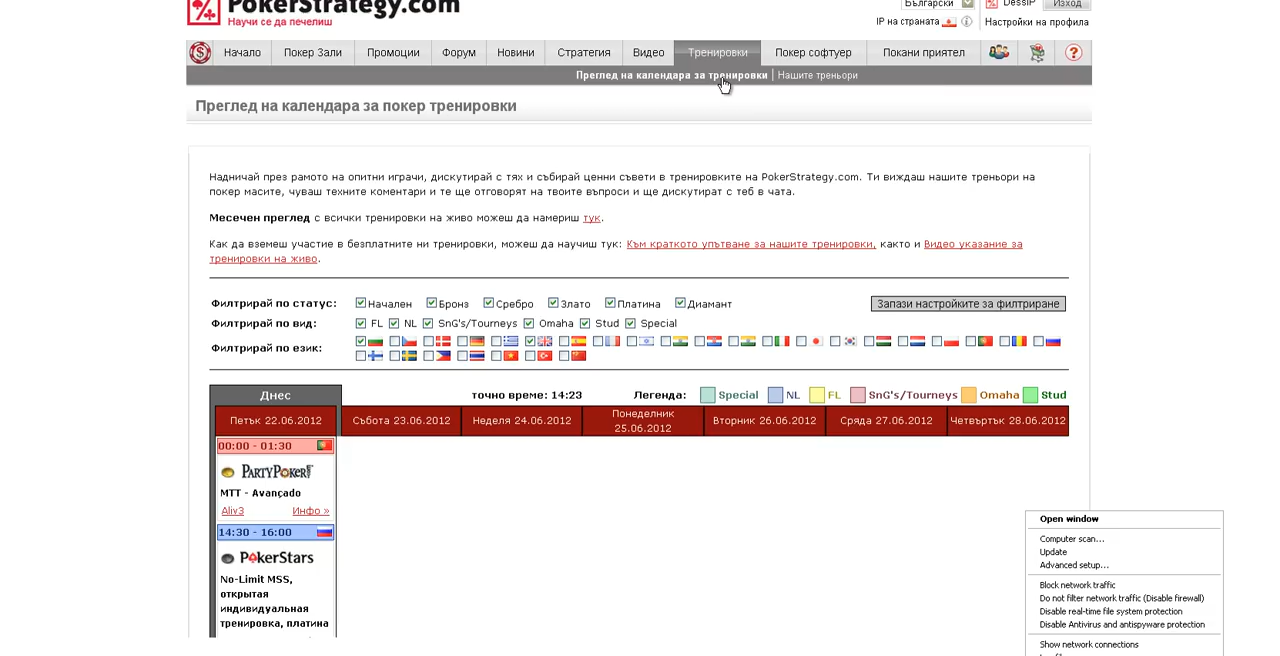 PokerStrategy.com
Научи се да печелиш
Български
DessiP
Изход
IP на страната
Настройки на профила
Начало
Покер Зали
Промоции
Форум
Новини
Стратегия
Видео
Тренировки
Покер софтуер
Покани приятел
Преглед на календара за тренировки | Нашите треньори
Преглед на календара за покер тренировки
Надничай през рамото на опитни играчи, дискутирай с тях и събирай ценни съвети в тренировките на PokerStrategy.com. Ти виждаш нашите треньори на
покер масите, чуваш техните коментари и те ще отговорят на твоите въпроси и ще дискутират с теб в чата.
Месечен преглед с всички тренировки на живо можеш да намериш тук.
Как да вземеш участие в безплатните ни тренировки, можеш да научиш тук: Към краткото упътване за нашите тренировки, както и Видео указание за
тренировки на живо.
Филтрирай по статус: Начален Бронз Сребро Злато Платина Диамант
Запази настройките за филтриране
Филтрирай по вид: FL NL SnG's/Tourneys Omaha Stud Special
Филтрирай по език:
Днес
точно време: 14:23
Легенда: Special NL FL SnG's/Tourneys Omaha Stud
Петък 22.06.2012
Събота 23.06.2012
Неделя 24.06.2012
Понеделник
25.06.2012
Вторник 26.06.2012
Сряда 27.06.2012
Четвъртък 28.06.2012
00:00 - 01:30
PARTYPOKER
MTT - Avançado
Aliv3
Инфо »
14:30 - 16:00
PokerStars
No-Limit MSS,
открытая
индивидуальная
тренировка, платина
Open window
Computer scan...
Update
Advanced setup...
Block network traffic
Do not filter network traffic (Disable firewall)
Disable real-time file system protection
Disable Antivirus and antispyware protection
Show network connections